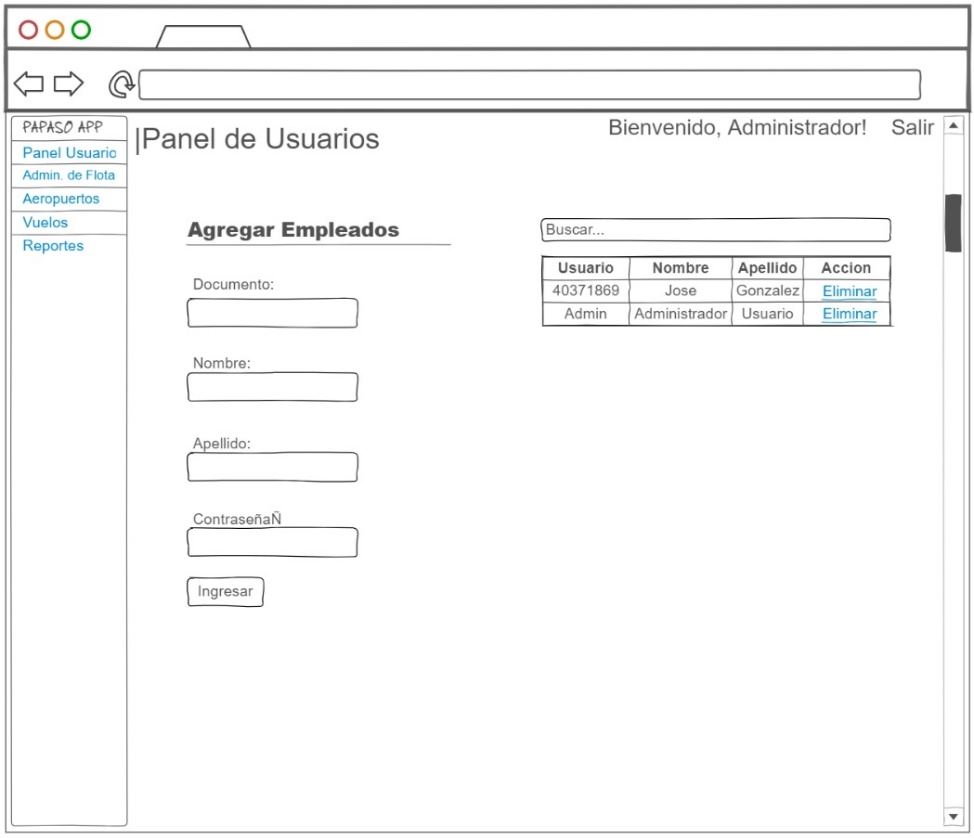 PAPASO APP
Panel Usuario
Admin. de Flota
Aeropuertos
Vuelos
Reportes
|Panel de Usuarios
Bienvenido, Administrador! Salir
Agregar Empleados
Documento:
Nombre:
Apellido:
ContraseñaÑ
Ingresar
Buscar...
Usuario Nombre Apellido Accion
40371869 Jose Gonzalez Eliminar
Admin Administrador Usuario Eliminar